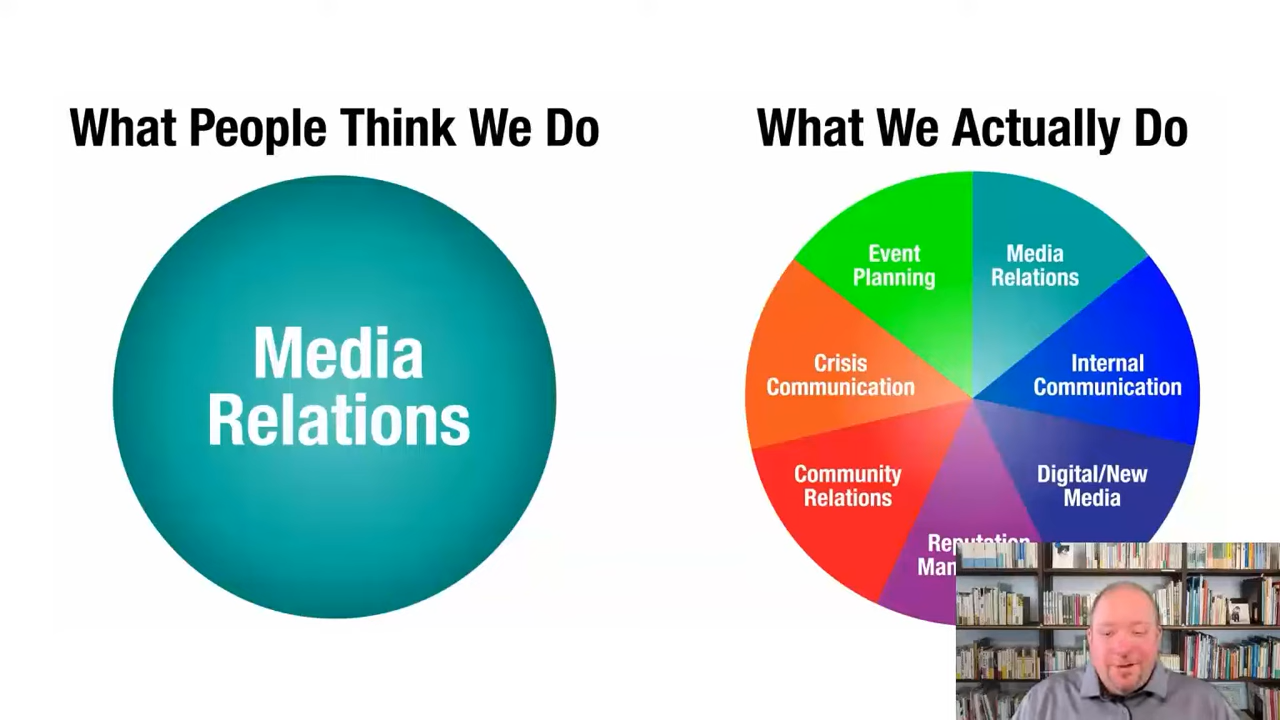 What People Think We Do
Media
Relations
What We Actually Do
Event
Planning
Media
Relations
Crisis
Communication
Internal
Communication
Community
Relations
Digital/New
Media
Reputation